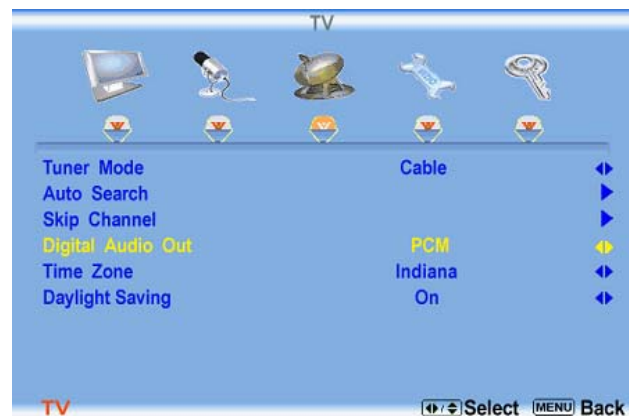 TV
Tuner Mode Cable
Auto Search
Skip Channel
Digital Audio Out PCM
Time Zone Indiana
Daylight Saving On
TV Select MENU Back